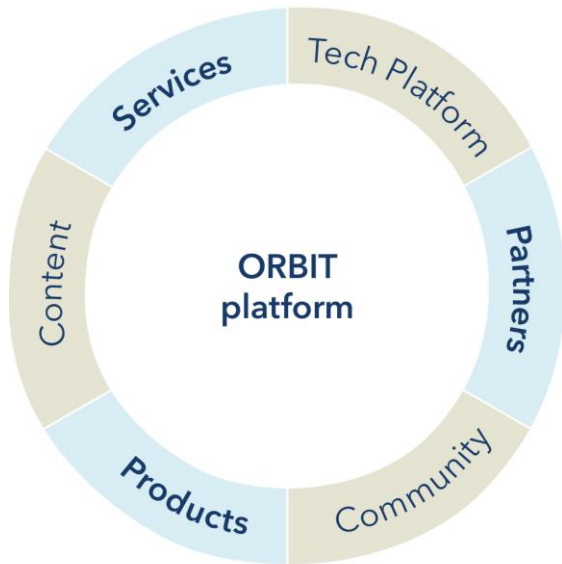 Services
Tech Platform
Partners
Community
Products
Content
ORBIT
platform